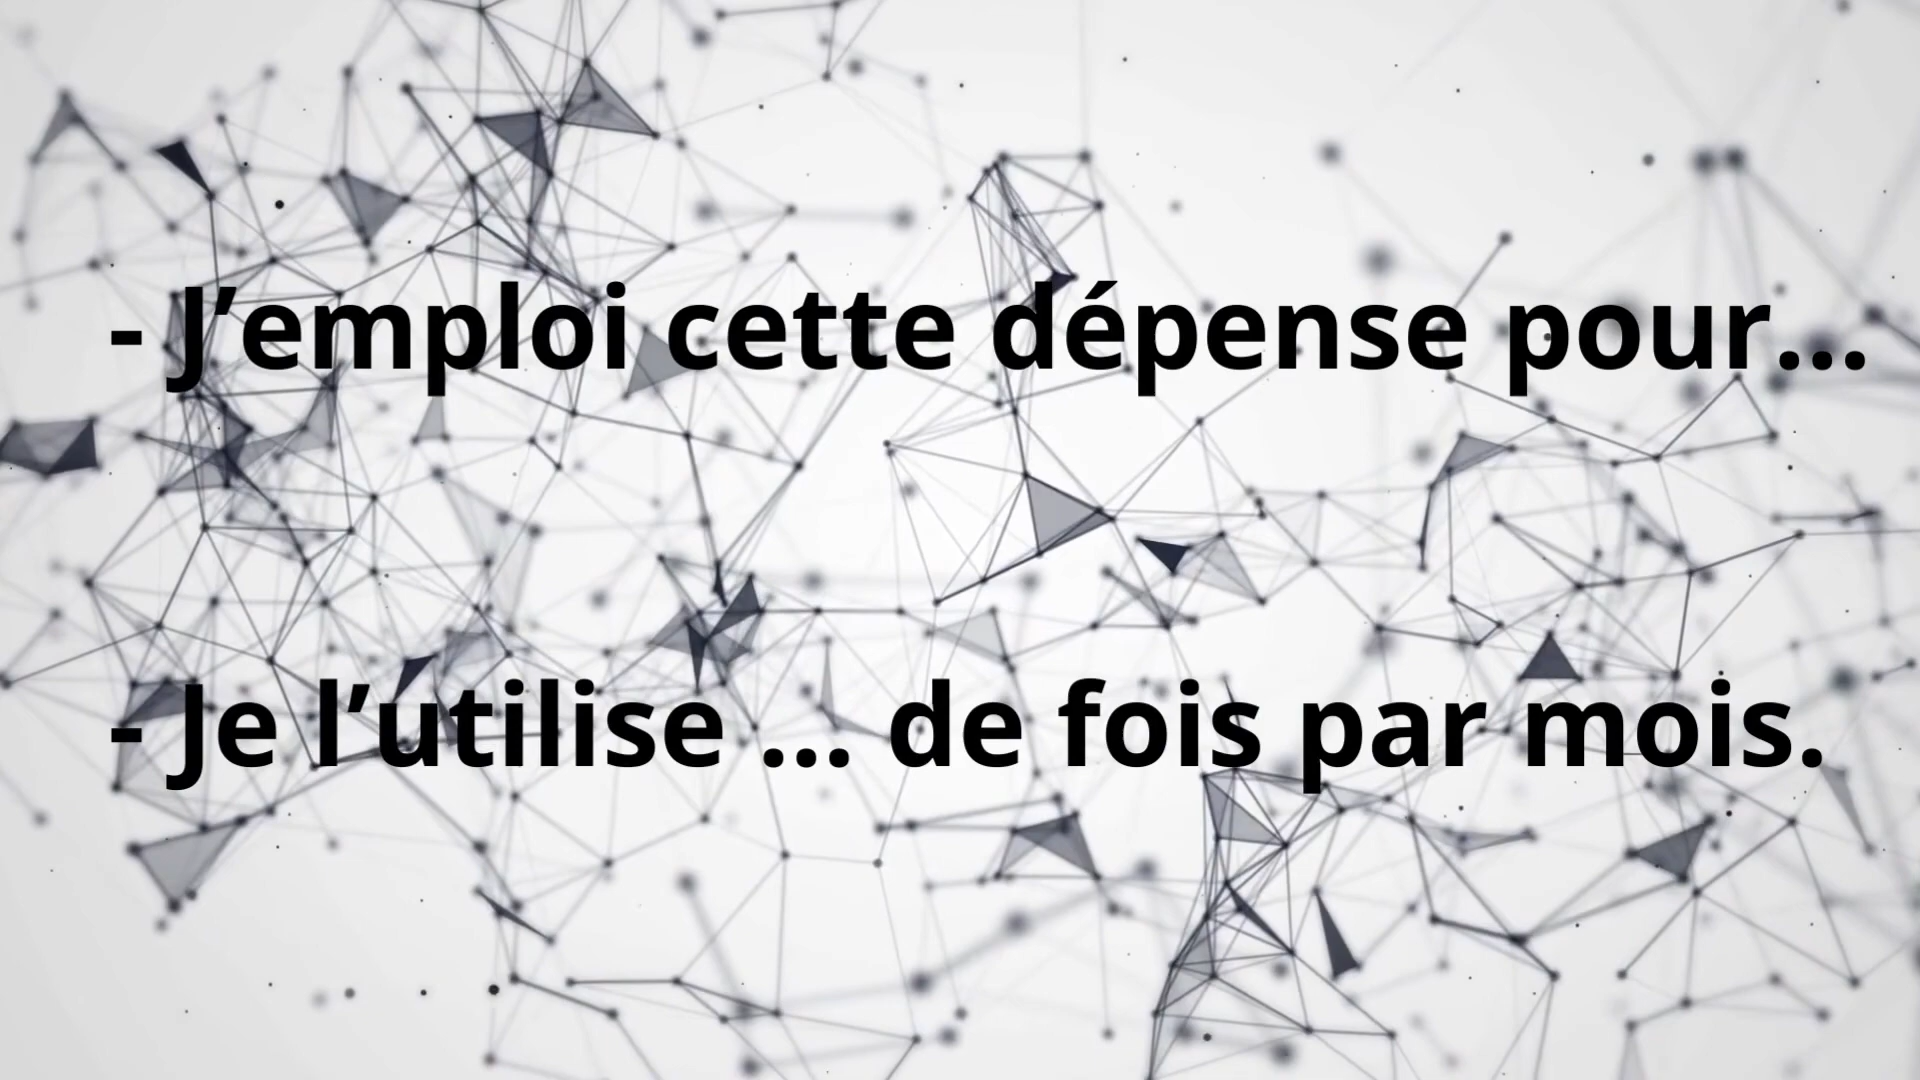 - J’emploi cette dépense pour…
- Je l’utilise … de fois par mois.